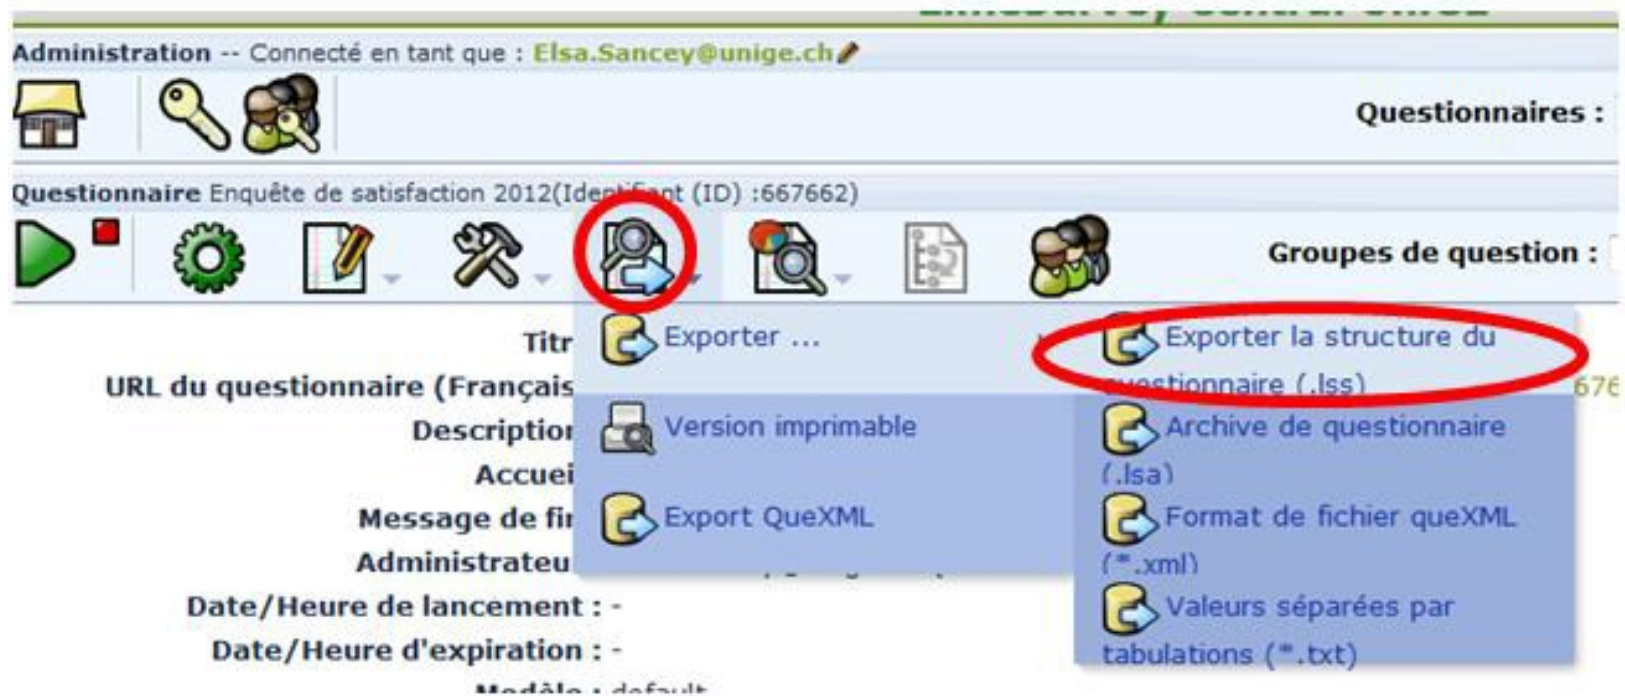 Administration -- Connecté en tant que : Elsa.Sancey@unige.ch
Questionnaires :
Questionnaire Enquête de satisfaction 2012(Identifiant (ID) :667662)
Groupes de question :
Titr
Exporter ...
Exporter la structure du
questionnaire (.lss)
URL du questionnaire (Français
676
Description
Version imprimable
Archive de questionnaire
(.lsa)
Accuei
Message de fin
Export QueXML
Format de fichier queXML
(*.xml)
Administrateu
Date/Heure de lancement : -
Valeurs séparées par
tabulations (*.txt)
Date/Heure d'expiration : -
Modèle : default